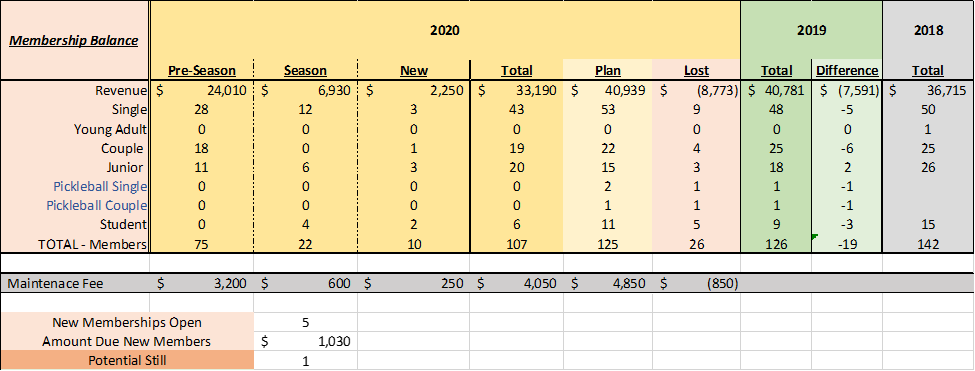 2020 2019 2018
Membership Balance
Pre-Season Season New Total Plan Lost Total Difference Total
Revenue $ 24,010 $ 6,930 $ 2,250 $ 33,190 $ 40,939 $ (8,773) $ 40,781 $ (7,591) $ 36,715
Single 28 12 3 43 53 9 48 -5 50
Young Adult 0 0 0 0 0 0 0 0 1
Couple 18 0 1 19 22 4 25 -6 25
Junior 11 6 3 20 15 3 18 2 26
Pickleball Single 0 0 0 0 2 1 1 -1
Pickleball Couple 0 0 0 0 1 1 1 -1
Student 0 4 2 6 11 5 9 -3 15
TOTAL - Members 75 22 10 107 125 26 126 -19 142
Maintenace Fee $ 3,200 $ 600 $ 250 $ 4,050 $ 4,850 $ (850)
New Memberships Open 5
Amount Due New Members $ 1,030
Potential Still 1